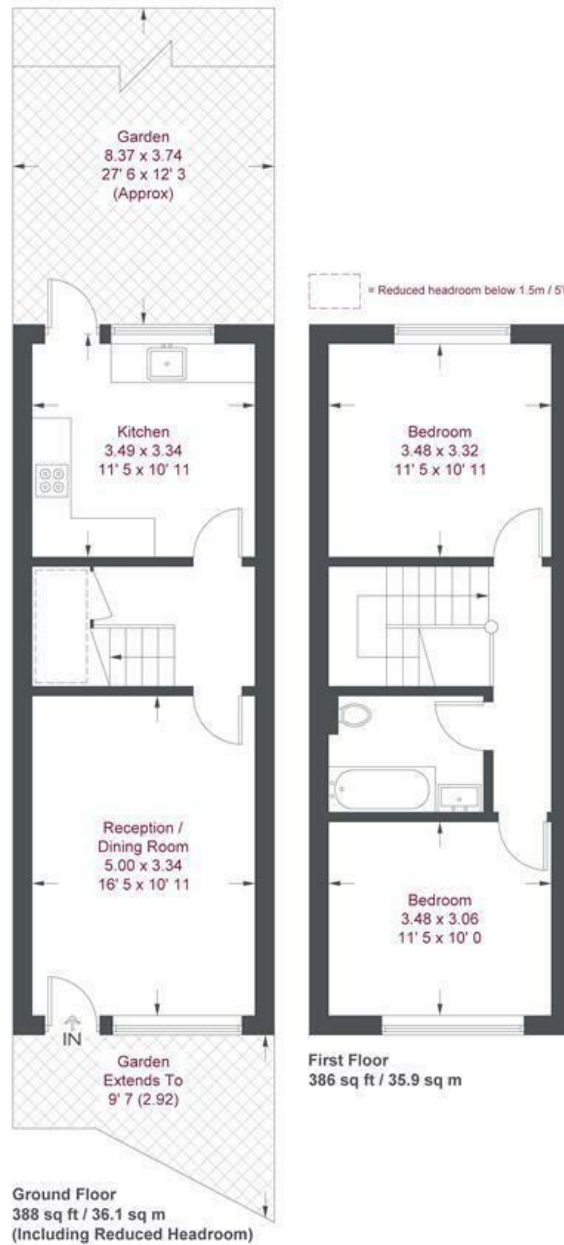 Garden
8.37 x 3.74
27' 6 x 12' 3
(Approx)
= Reduced headroom below 1.5m / 5'
Kitchen
3.49 x 3.34
11' 5 x 10' 11
Bedroom
3.48 x 3.32
11' 5 x 10' 11
Reception /
Dining Room
5.00 x 3.34
16' 5 x 10' 11
Bedroom
3.48 x 3.06
11' 5 x 10' 0
IN
Garden
Extends To
9' 7 (2.92)
First Floor
386 sq ft / 35.9 sq m
Ground Floor
388 sq ft / 36.1 sq m
(Including Reduced Headroom)